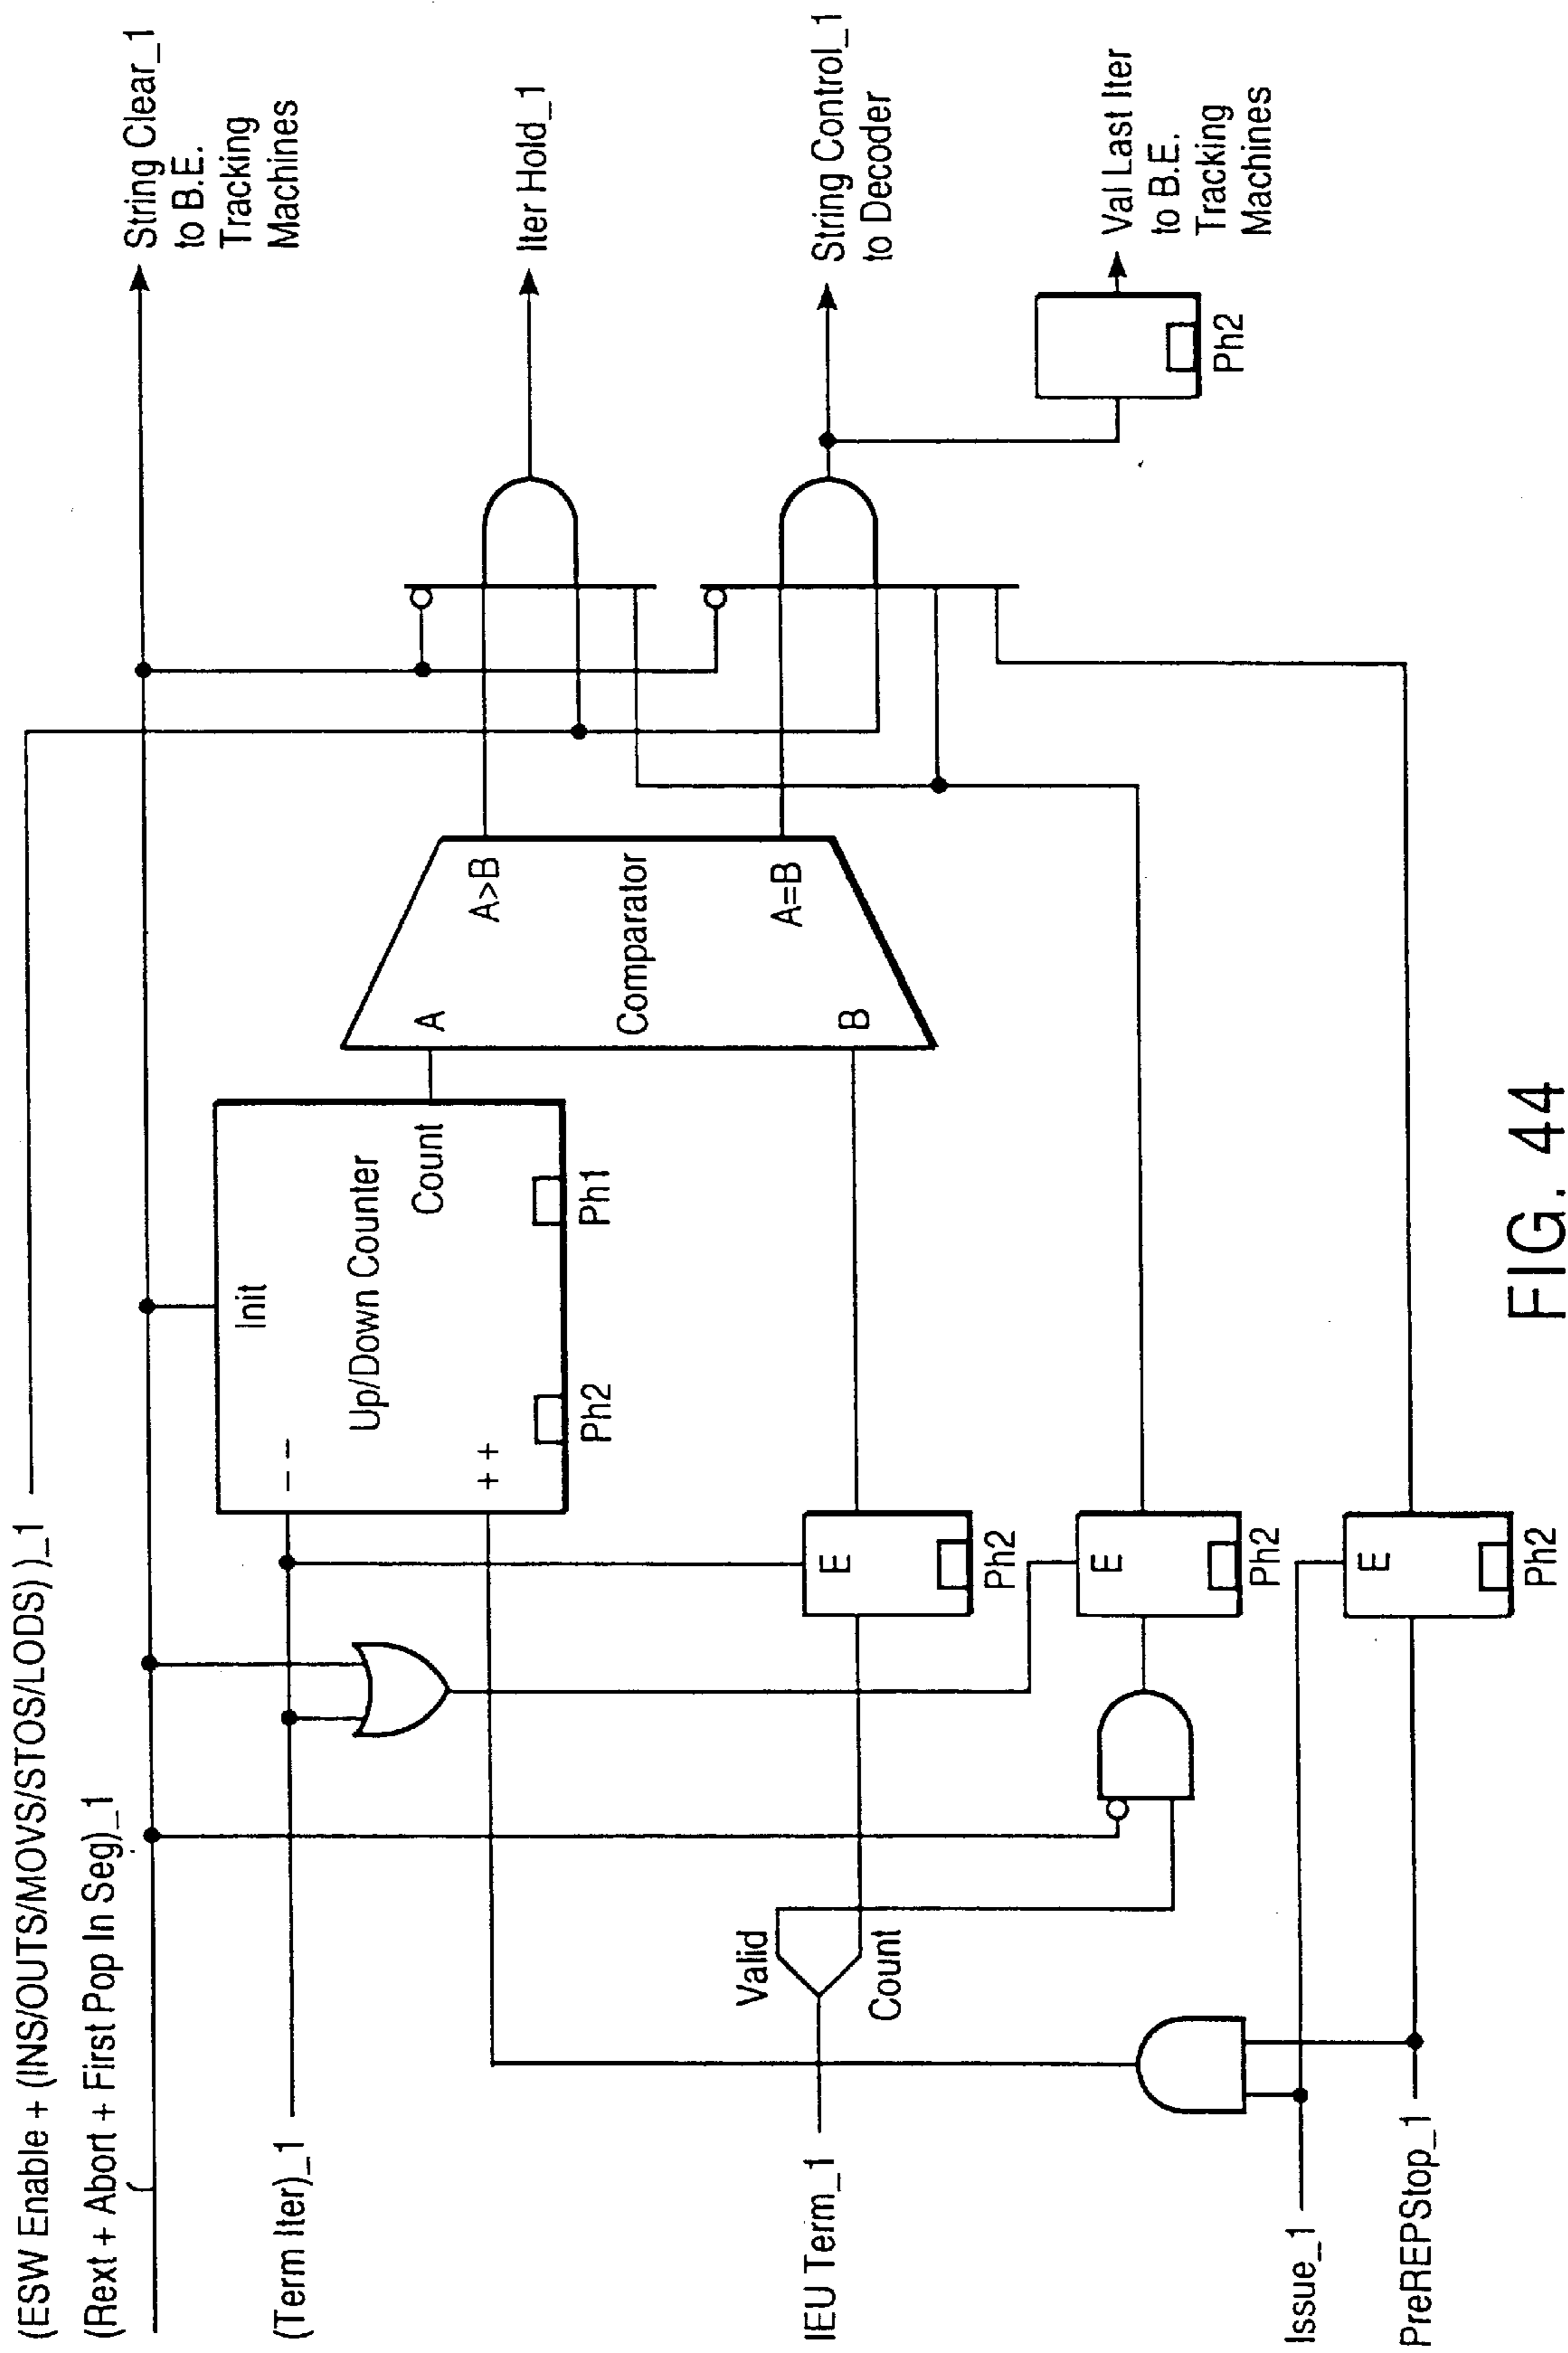 (ESW Enable + (INS/OUTS/MOVS/STOS/LODS) )_1
(Rext + Abort + First Pop In Seg)_1
(Term Iter)_1
IEU Term_1
Issue_1
PreREPStop_1
Valid
Count
Init
- -
+ +
Up/Down Counter
Count
Ph2
Ph1
E
Ph2
E
Ph2
E
Ph2
A
B
Comparator
A>B
A=B
String Clear_1
to B.E.
Tracking
Machines
Iter Hold_1
String Control_1
to Decoder
Val Last Iter
to B.E.
Tracking
Machines
Ph2
FIG. 44